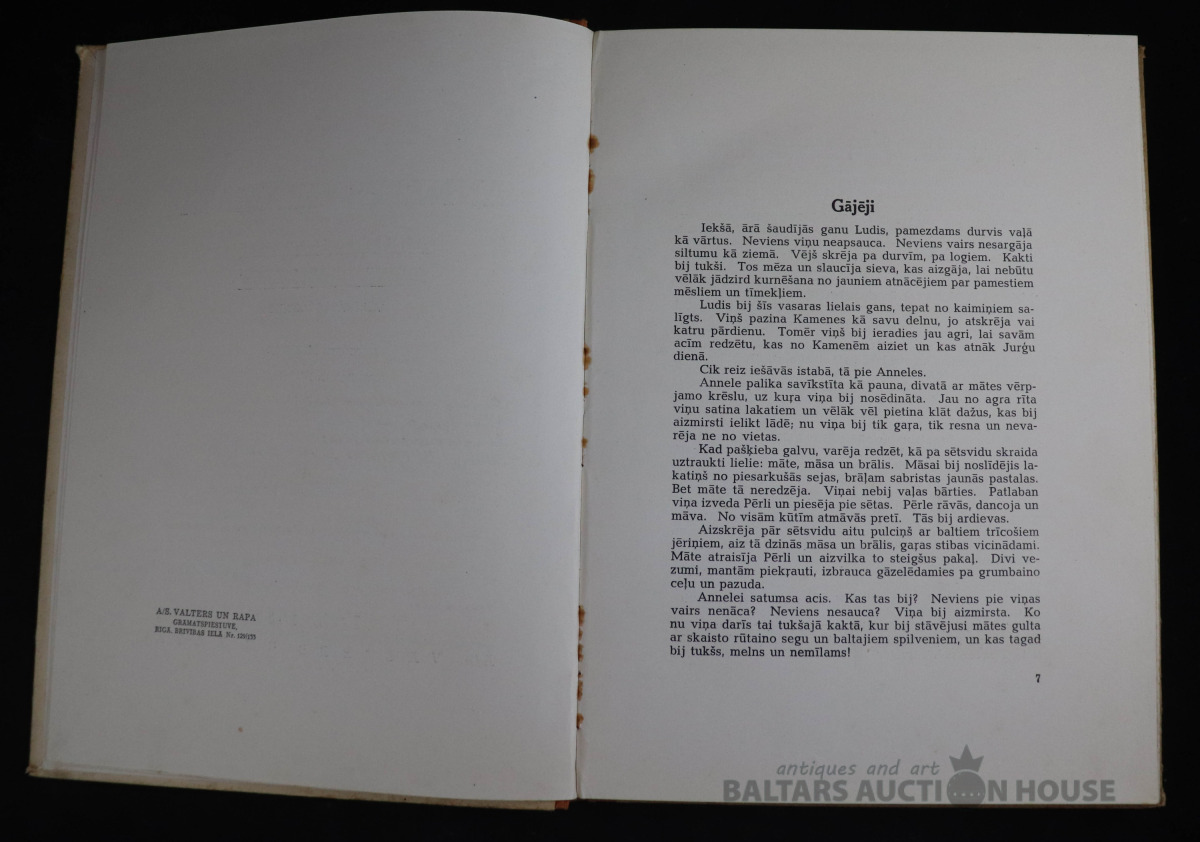 A/S. VALTERS UN RAPA
GRĀMATSPIESTUVE,
RĪGĀ, BRĪVĪBAS IELĀ Nr. 129/133
Gājēji
Iekšā, ārā šaudījās ganu Ludis, pamezdams durvis vaļā
kā vārtus. Neviens viņu neapsauca. Neviens vairs nesargāja
siltumu kā ziemā. Vējš skrēja pa durvīm, pa logiem. Kakti
bij tukši. Tos mēza un slaucīja sieva, kas aizgāja, lai nebūtu
vēlāk jādzird kurnēšana no jauniem atnācējiem par pamestiem
mēsliem un tīmekļiem.
Ludis bij šīs vasaras lielais gans, tepat no kaimiņiem sa-
līgts. Viņš pazina Kamenes kā savu delnu, jo atskrēja vai
katru pārdienu. Tomēr viņš bij ieradies jau agri, lai savām
acīm redzētu, kas no Kamenēm aiziet un kas atnāk Jurģu
dienā.
Cik reiz iešāvās istabā, tā pie Anneles.
Annele palika savīkstīta kā pauna, divatā ar mātes vērp-
jamo krēslu, uz kuŗa viņa bij nosēdināta. Jau no agra rīta
viņu satina lakatiem un vēlāk vēl pietina klāt dažus, kas bij
aizmirsti ielikt lādē; nu viņa bij tik gaŗa, tik resna un neva-
rēja ne no vietas.
Kad pašķieba galvu, varēja redzēt, kā pa sētsvidu skraida
uztraukti lielie: māte, māsa un brālis. Māsai bij noslīdējis la-
katiņš no piesarkušās sejas, brāļam sabristas jaunās pastalas.
Bet māte tā neredzēja. Viņai nebij vaļas bārties. Patlaban
viņa izveda Pērli un piesēja pie sētas. Pērle rāvās, dancoja un
māva. No visām kūtīm atmāvās pretī. Tās bij ardievas.
Aizskrēja pār sētsvidu aitu pulciņš ar baltiem trīcošiem
jēriņiem, aiz tā dzinās māsa un brālis, gaŗas stibas vicinādami.
Māte atraisīja Pērli un aizvilka to steigšus pakaļ. Divi ve-
zumi, mantām piekŗauti, izbrauca gāzelēdamies pa grumbaino
ceļu un pazuda.
Annelei satumsa acis. Kas tas bij? Neviens pie viņas
vairs nenāca? Neviens nesauca? Viņa bij aizmirsta. Ko
nu viņa darīs tai tukšajā kaktā, kur bij stāvējusi mātes gulta
ar skaisto rūtaino segu un baltajiem spilveniem, un kas tagad
bij tukšs, melns un nemīlams!
7
antiques and art
BALTARS AUCTION HOUSE